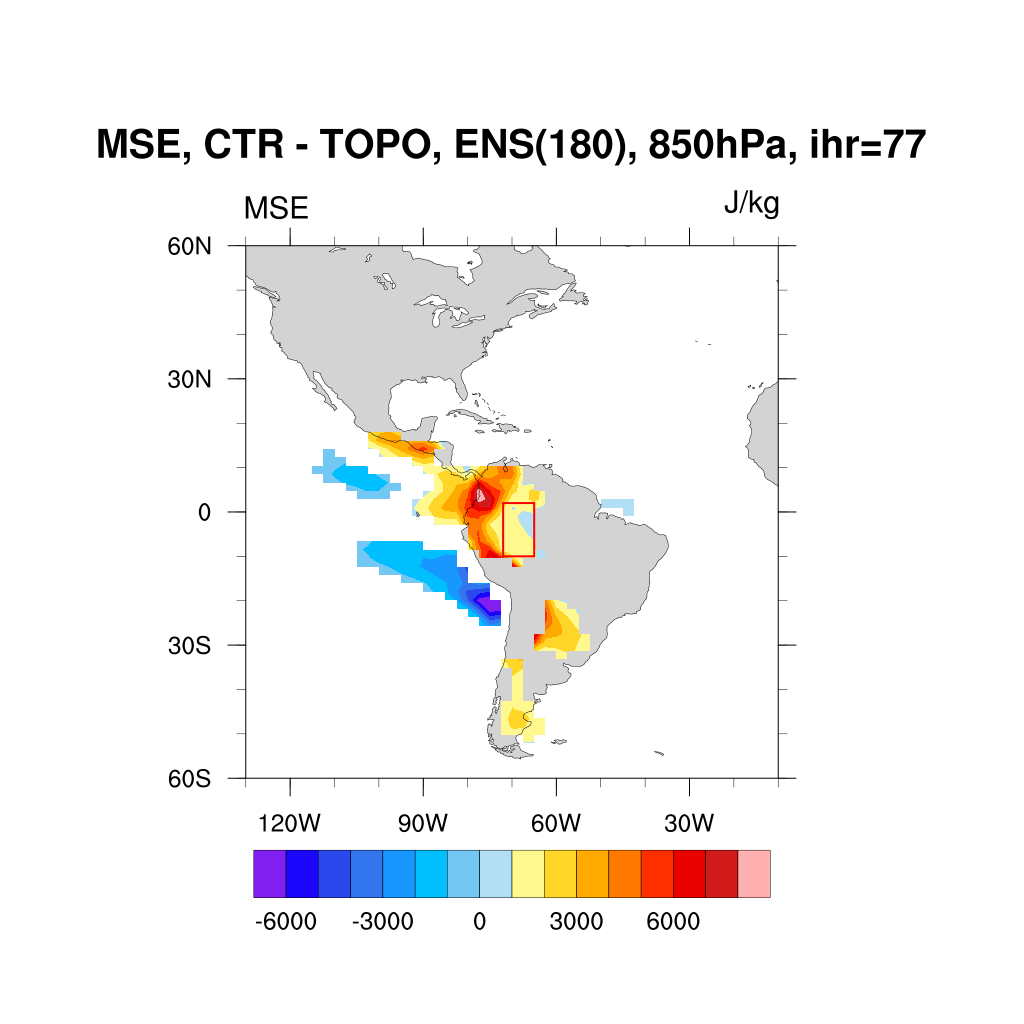 MSE, CTR - TOPO, ENS(180), 850hPa, ihr=77
MSE J/kg
60N
30N
0
30S
60S
120W 90W 60W 30W
-6000 -3000 0 3000 6000